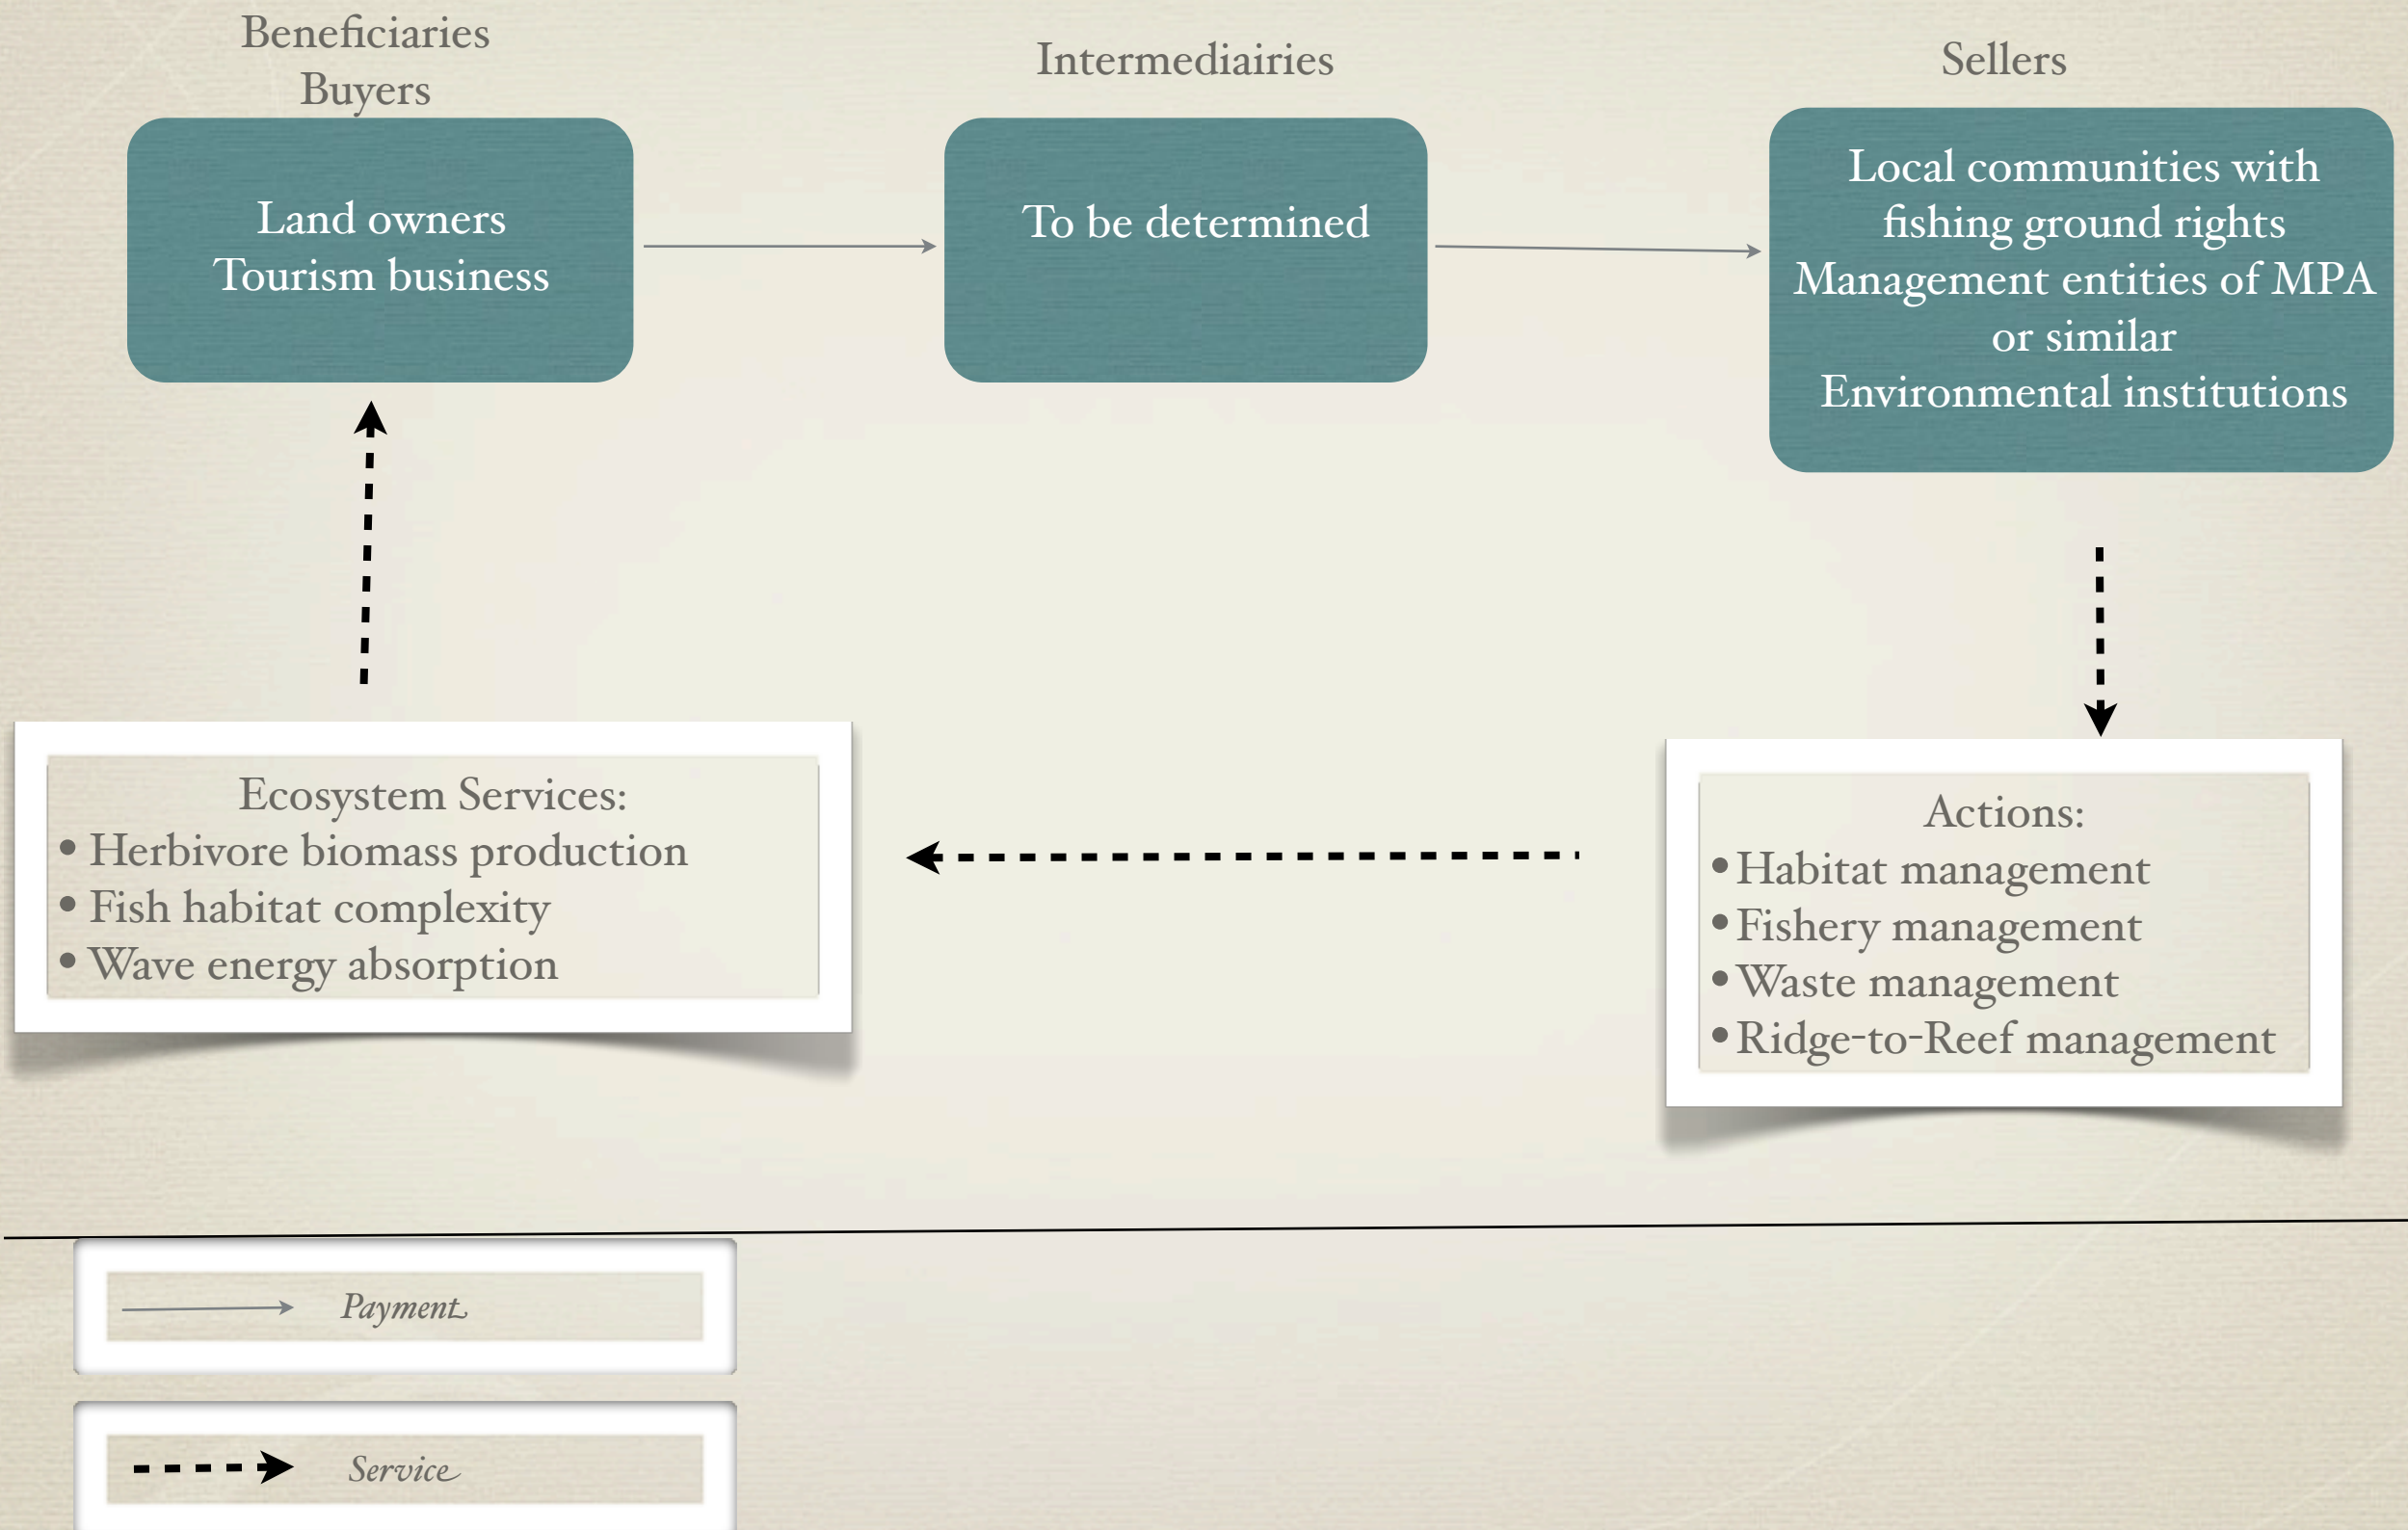 Beneficiaries
Buyers
Intermediairies
Sellers
Land owners
Tourism business
To be determined
Local communities with
fishing ground rights
Management entities of MPA
or similar
Environmental institutions
Ecosystem Services:
• Herbivore biomass production
• Fish habitat complexity
• Wave energy absorption
Actions:
• Habitat management
• Fishery management
• Waste management
• Ridge-to-Reef management
Payment
Service